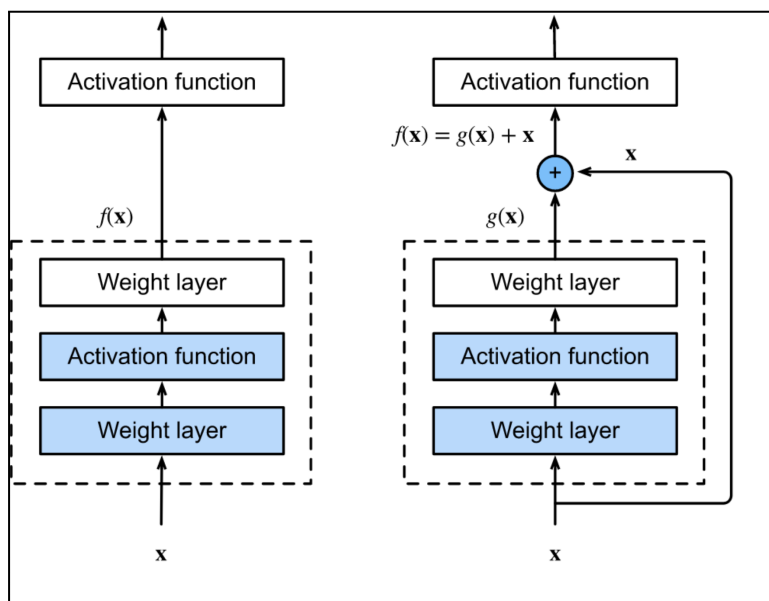 Activation function
f(x)
Weight layer
Activation function
Weight layer
x
Activation function
f(x) = g(x) + x
x
+
g(x)
Weight layer
Activation function
Weight layer
x